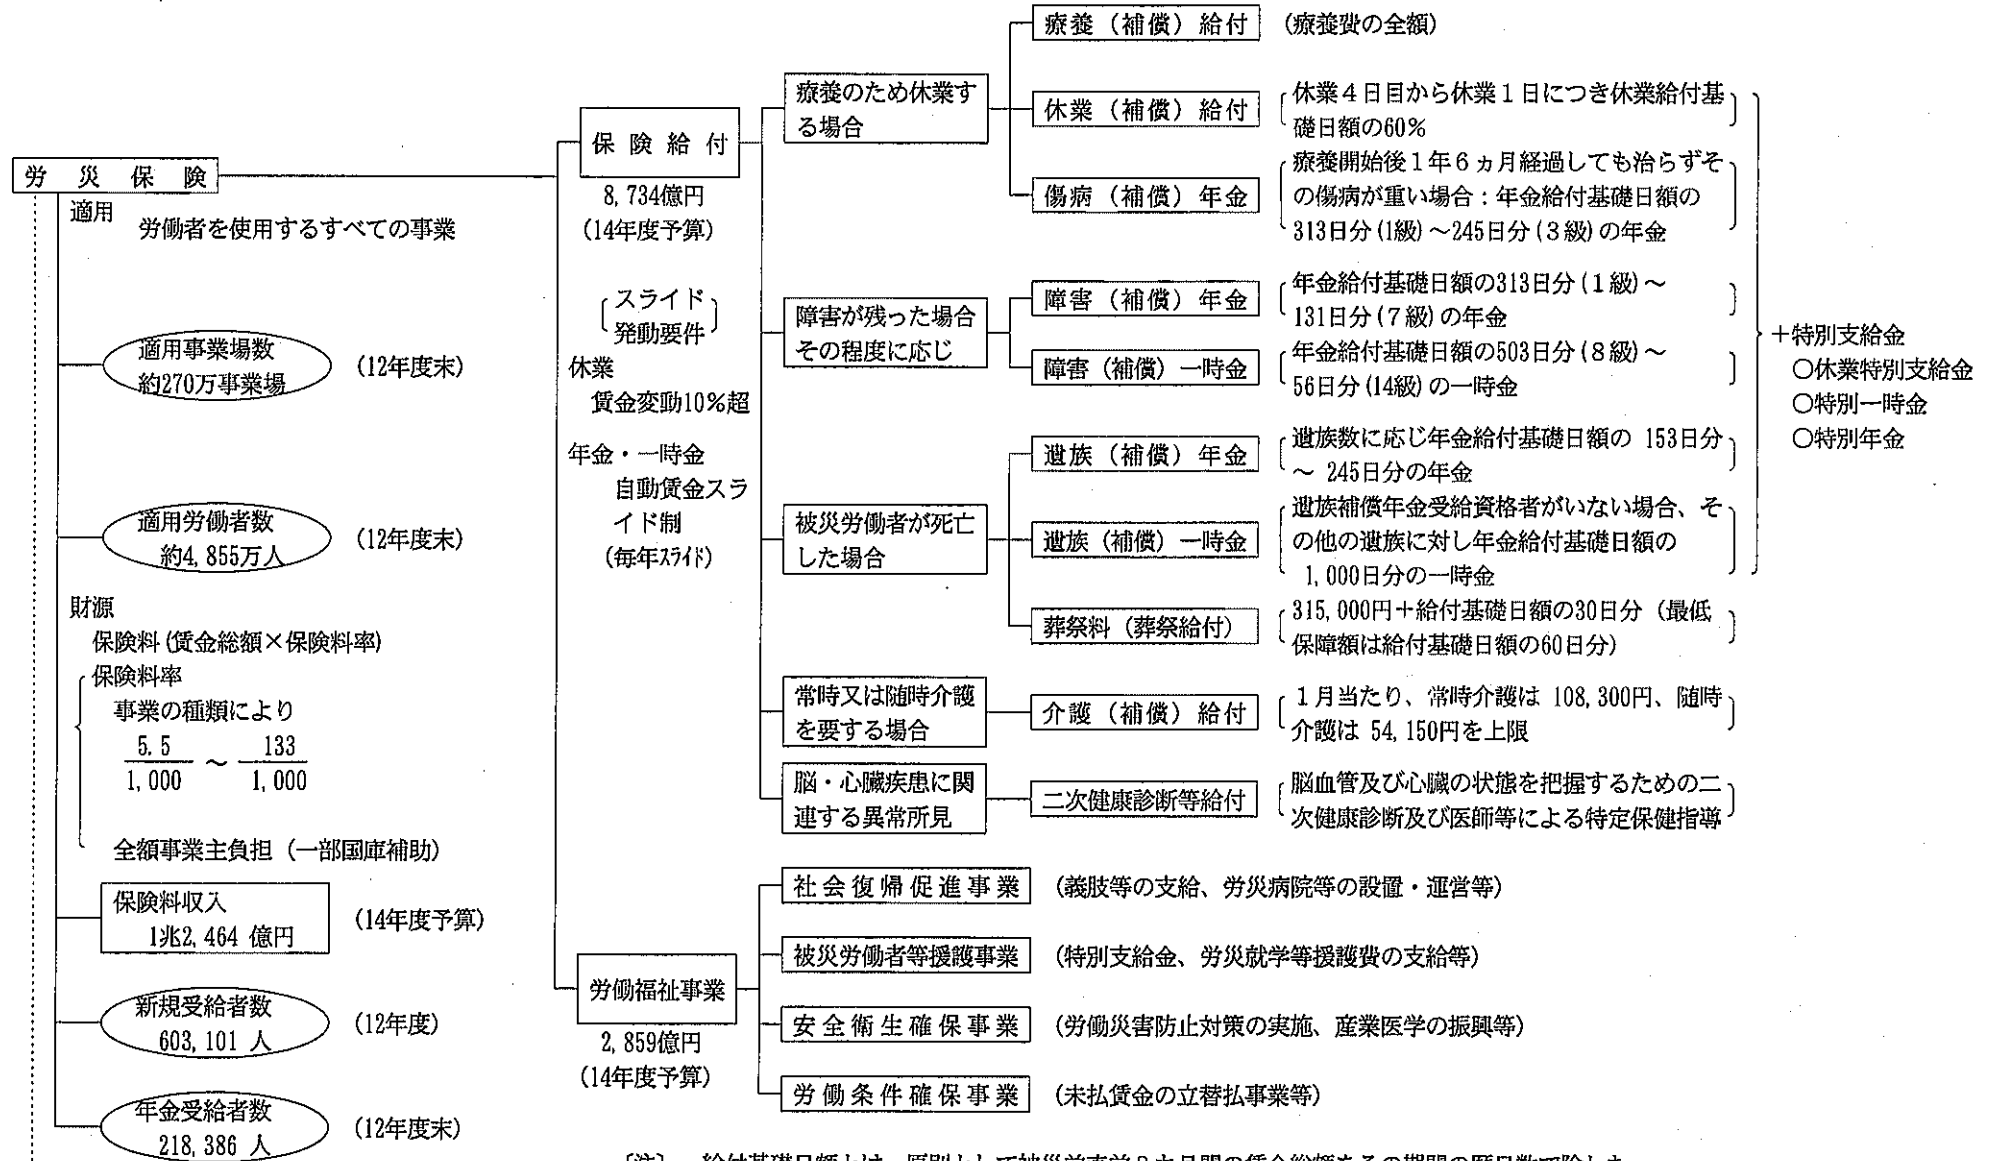 労災保険
適用
労働者を使用するすべての事業
適用事業場数
約270万事業場
(12年度末)
適用労働者数
約4,855万人
(12年度末)
財源
保険料(賃金総額×保険料率)
保険料率
事業の種類により
5.5/1,000 ~ 133/1,000
全額事業主負担(一部国庫補助)
保険料収入
1兆2,464億円
(14年度予算)
新規受給者数
603,101人
(12年度)
年金受給者数
218,386人
(12年度末)
保険給付
8,734億円
(14年度予算)
スライド
発動要件
休業
賃金変動10%超
年金・一時金
自動賃金スラ
イド制
(毎年スライド)
療養のため休業す
る場合
療養(補償)給付
(療養費の全額)
休業(補償)給付
休業4日目から休業1日につき休業給付基
礎日額の60%
傷病(補償)年金
療養開始後1年6ヵ月経過しても治らずそ
の傷病が重い場合:年金給付基礎日額の
313日分(1級)~245日分(3級)の年金
障害が残った場合
その程度に応じ
障害(補償)年金
年金給付基礎日額の313日分(1級)~
131日分(7級)の年金
障害(補償)一時金
年金給付基礎日額の503日分(8級)~
56日分(14級)の一時金
被災労働者が死亡
した場合
遺族(補償)年金
遺族数に応じ年金給付基礎日額の 153日分
~ 245日分の年金
遺族(補償)一時金
遺族補償年金受給資格者がいない場合、そ
の他の遺族に対し年金給付基礎日額の
1,000日分の一時金
葬祭料(葬祭給付)
315,000円+給付基礎日額の30日分(最低
保障額は給付基礎日額の60日分)
常時又は随時介護
を要する場合
介護(補償)給付
1月当たり、常時介護は 108,300円、随時
介護は 54,150円を上限
脳・心臓疾患に関
連する異常所見
二次健康診断等給付
脳血管及び心臓の状態を把握するための二
次健康診断及び医師等による特定保健指導
+特別支給金
○休業特別支給金
○特別一時金
○特別年金
労働福祉事業
2,859億円
(14年度予算)
社会復帰促進事業
(義肢等の支給、労災病院等の設置・運営等)
被災労働者等援護事業
(特別支給金、労災就学等援護費の支給等)
安全衛生確保事業
(労働災害防止対策の実施、産業医学の振興等)
労働条件確保事業
(未払賃金の立替払事業等)